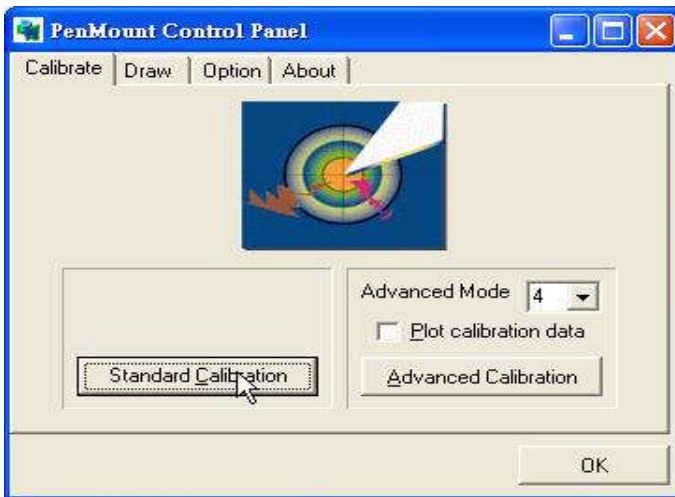 PenMount Control Panel
Calibrate Draw Option About
Advanced Mode 4
Plot calibration data
Standard Calibration Advanced Calibration
OK